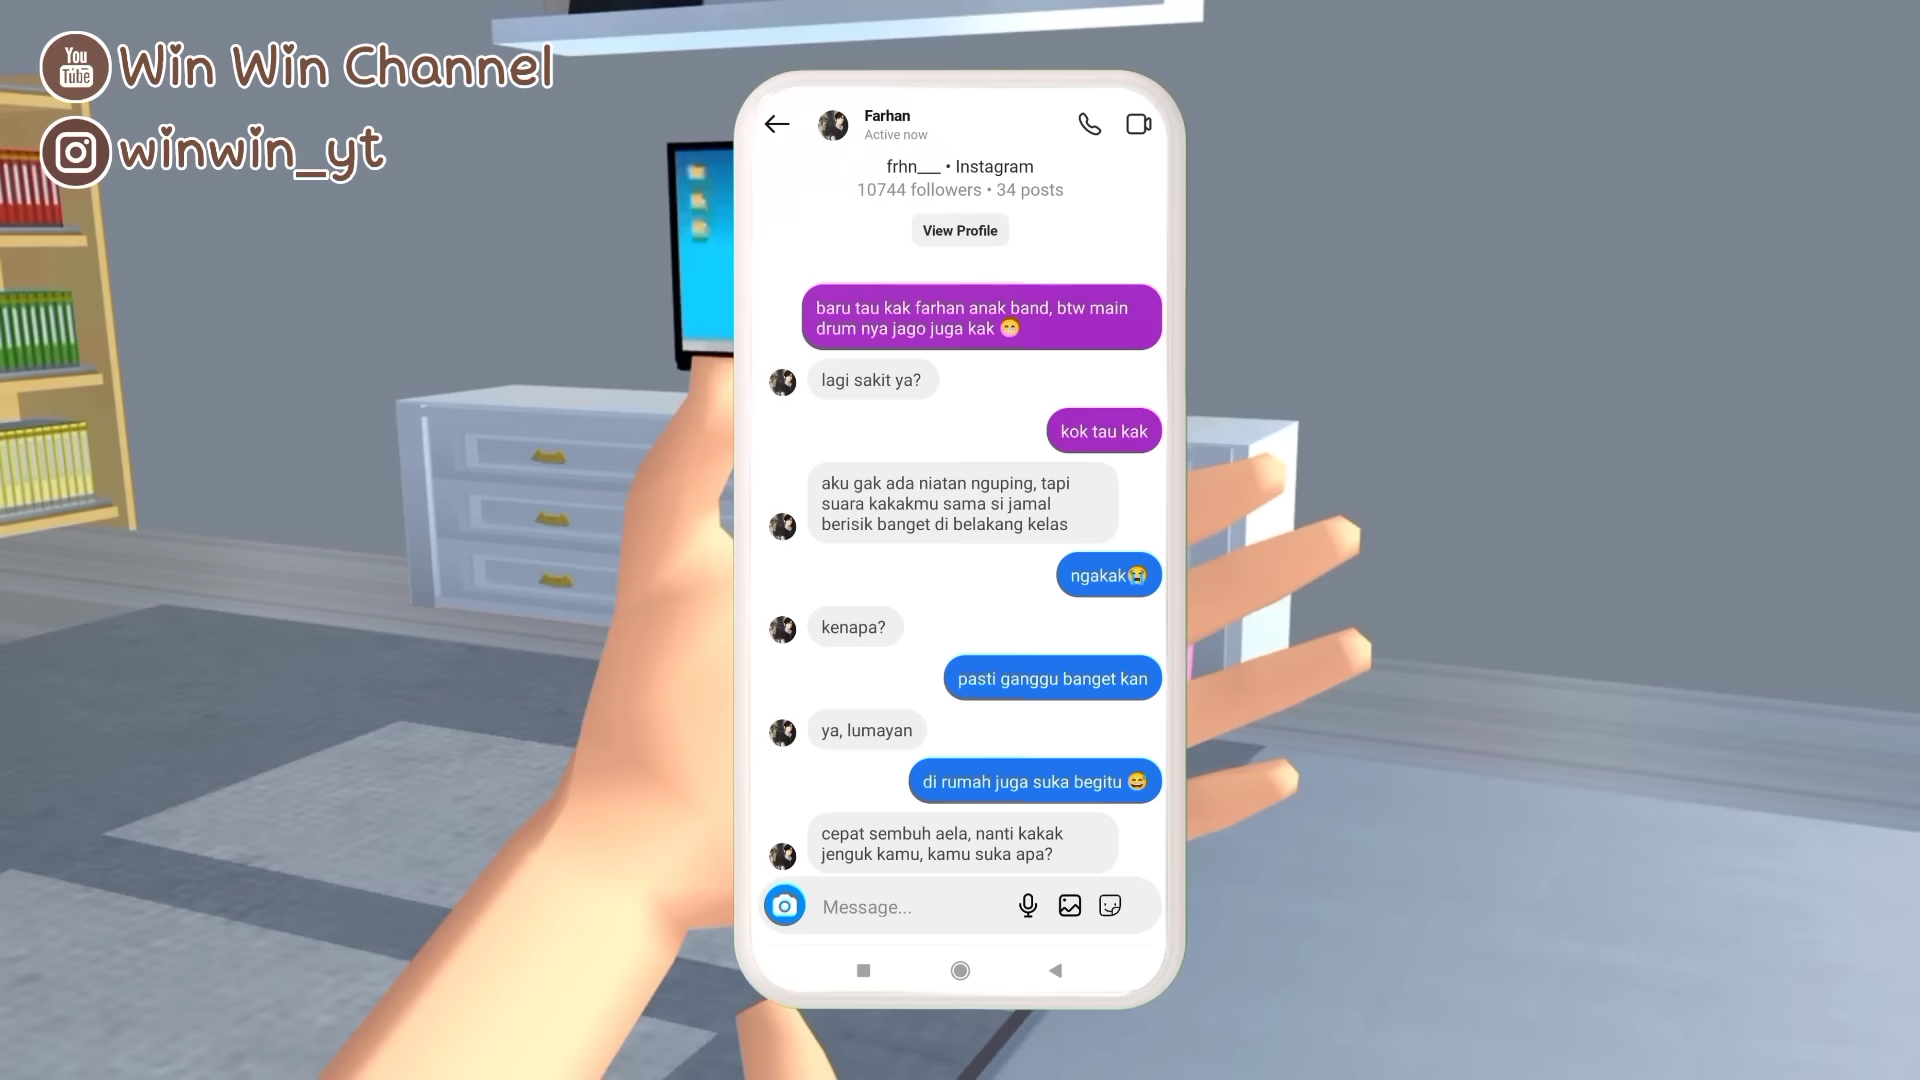 You
Tube
Win Win Channel
winwin_yt
Farhan
Active now
frhn___ • Instagram
10744 followers • 34 posts
View Profile
baru tau kak farhan anak band, btw main
drum nya jago juga kak 😁
lagi sakit ya?
kok tau kak
aku gak ada niatan nguping, tapi
suara kakakmu sama si jamal
berisik banget di belakang kelas
ngakak😭
kenapa?
pasti ganggu banget kan
ya, lumayan
di rumah juga suka begitu 😅
cepat sembuh aela, nanti kakak
jenguk kamu, kamu suka apa?
Message...